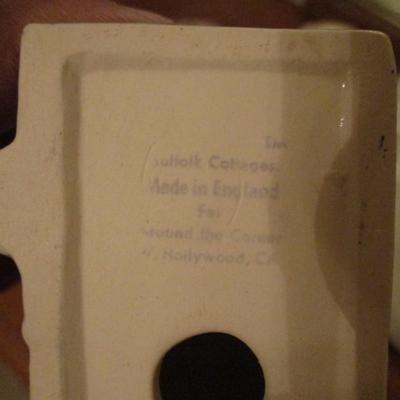 Suffolk Cottages
Made in England
For
Around the Corner
W. Hollywood, CA